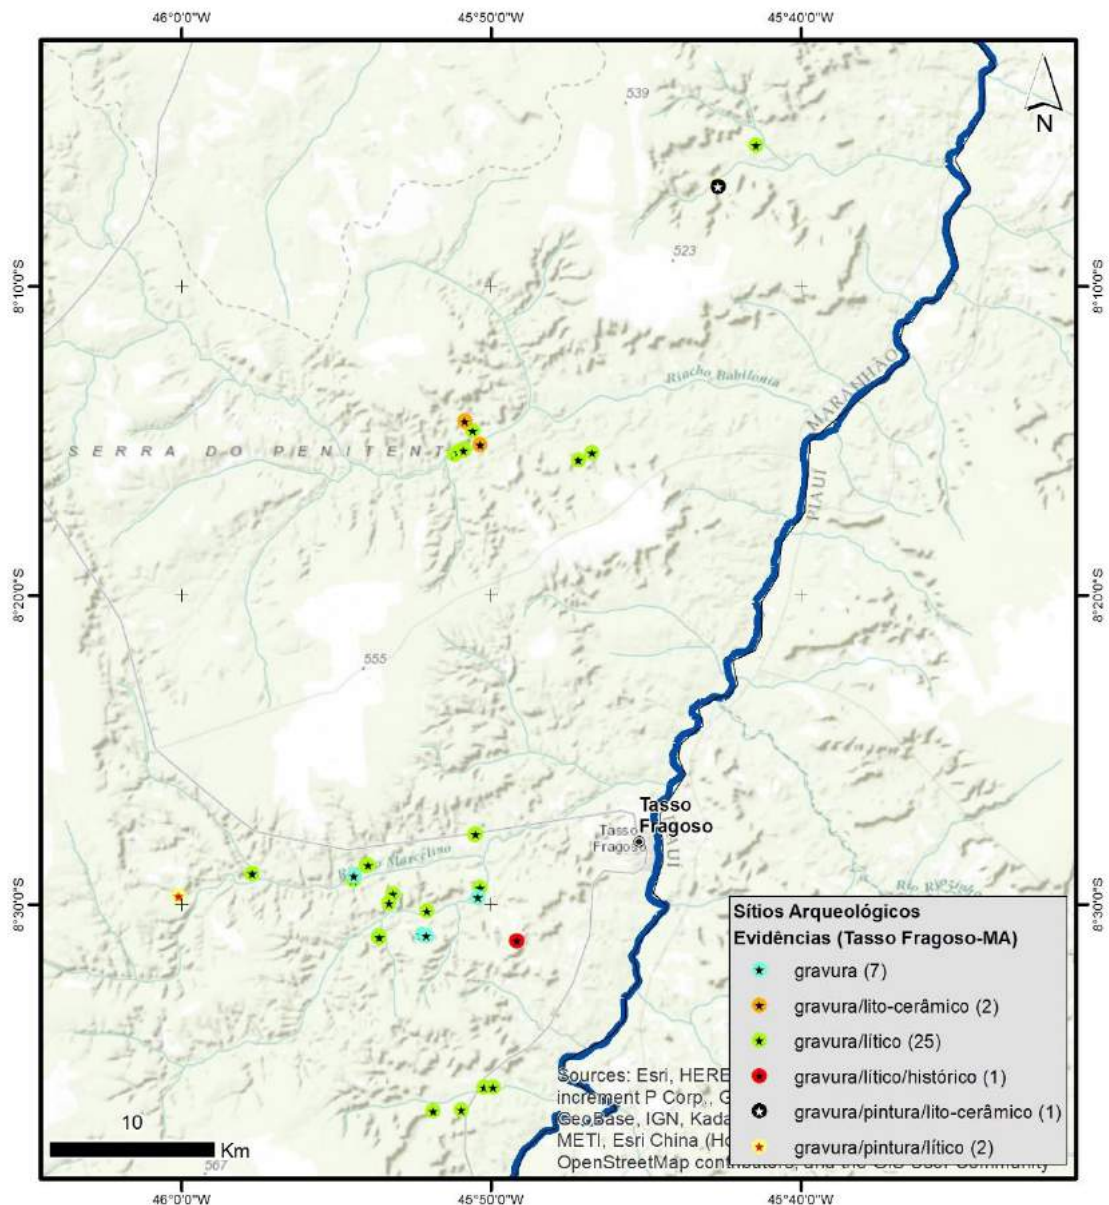 46°0'0"W
45°50'0"W
45°40'0"W
539
N
523
8°10'0"S
8°10'0"S
Riacho Babilonia
MARANHÃO
SERRA DO PENITENT
PIAUÍ
8°20'0"S
8°20'0"S
555
Tasso
Fragoso
Tasso
Fragoso
Marcelino
8°30'0"S
8°30'0"S
Sítios Arqueológicos
Evidências (Tasso Fragoso-MA)
gravura (7)
gravura/lito-cerâmico (2)
gravura/lítico (25)
gravura/lítico/histórico (1)
gravura/pintura/lito-cerâmico (1)
gravura/pintura/lítico (2)
Sources: Esri, HERE
increment P Corp., G
GeoBase, IGN, Kada
METI, Esri China (Ho
OpenStreetMap contributors, and the GIS User Community
10
Km
567
46°0'0"W
45°50'0"W
45°40'0"W